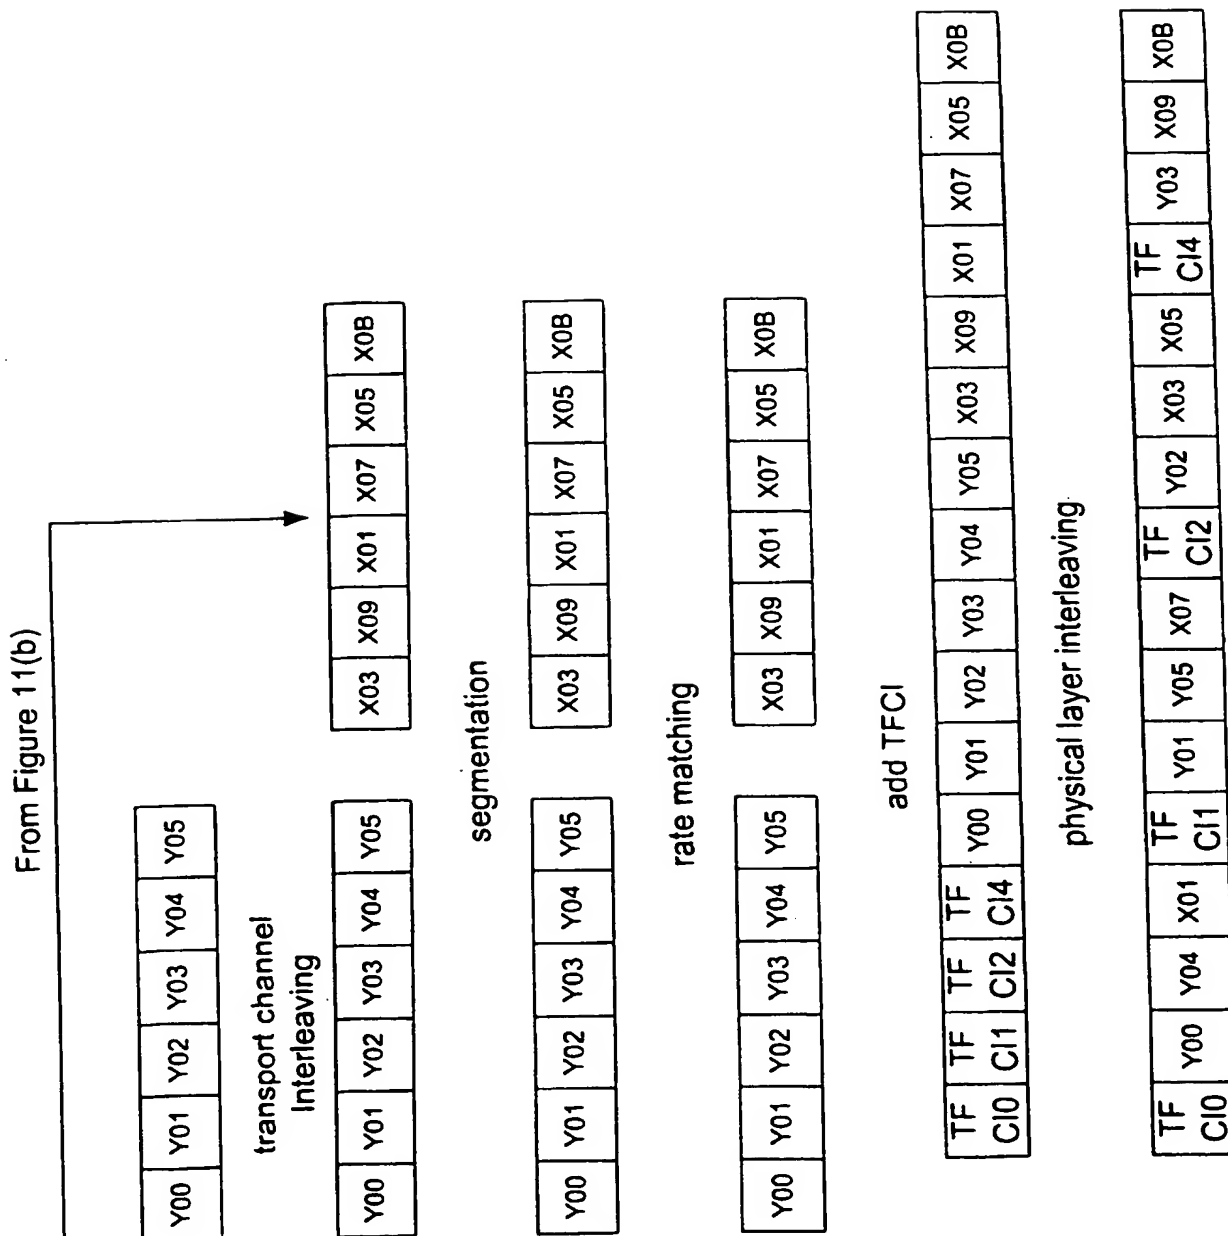 From Figure 11(b)
Y00 Y01 Y02 Y03 Y04 Y05
transport channel
Interleaving
Y00 Y01 Y02 Y03 Y04 Y05 X03 X09 X01 X07 X05 X0B
segmentation
Y00 Y01 Y02 Y03 Y04 Y05 X03 X09 X01 X07 X05 X0B
rate matching
Y00 Y01 Y02 Y03 Y04 Y05 X03 X09 X01 X07 X05 X0B
add TFCI
TF CI0 TF CI1 TF CI2 TF CI4 Y00 Y01 Y02 Y03 Y04 Y05 X03 X09 X01 X07 X05 X0B
physical layer interleaving
TF CI0 Y00 Y04 X01 TF CI1 Y01 Y05 X07 TF CI2 Y02 X03 X05 TF CI4 Y03 X09 X0B